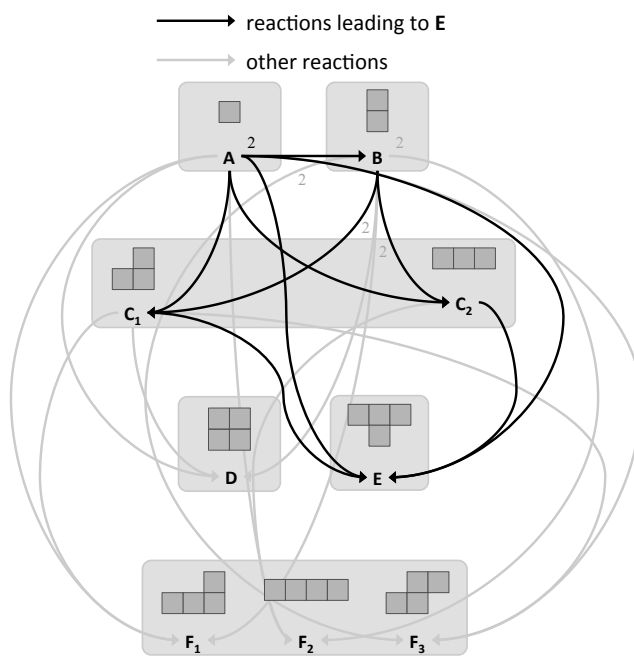 reactions leading to E
other reactions
2 2
A B
2
2
2
C₁ C₂
D E
F₁ F₂ F₃